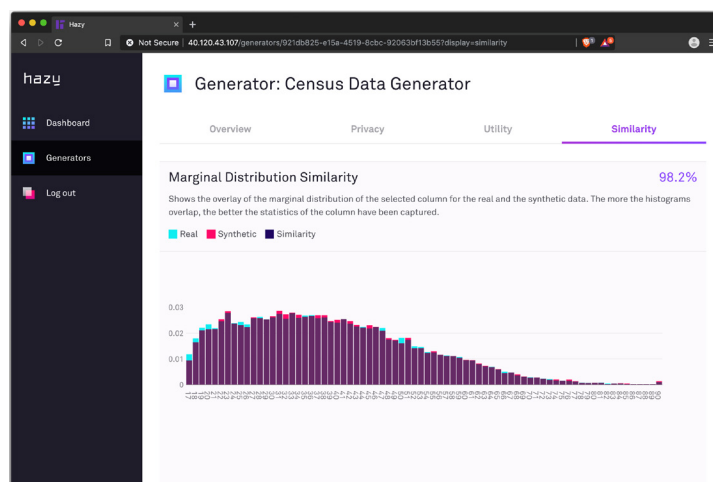 Hazy
Not Secure | 40.120.43.107/generators/921db825-e15a-4519-8cbc-92063bf13b55?display=similarity
hazy
Dashboard
Generators
Log out
Generator: Census Data Generator
Overview
Privacy
Utility
Similarity
Marginal Distribution Similarity
98.2%
Shows the overlay of the marginal distribution of the selected column for the real and the synthetic data. The more the histograms
overlap, the better the statistics of the column have been captured.
Real
Synthetic
Similarity
0.03
0.02
0.01
0